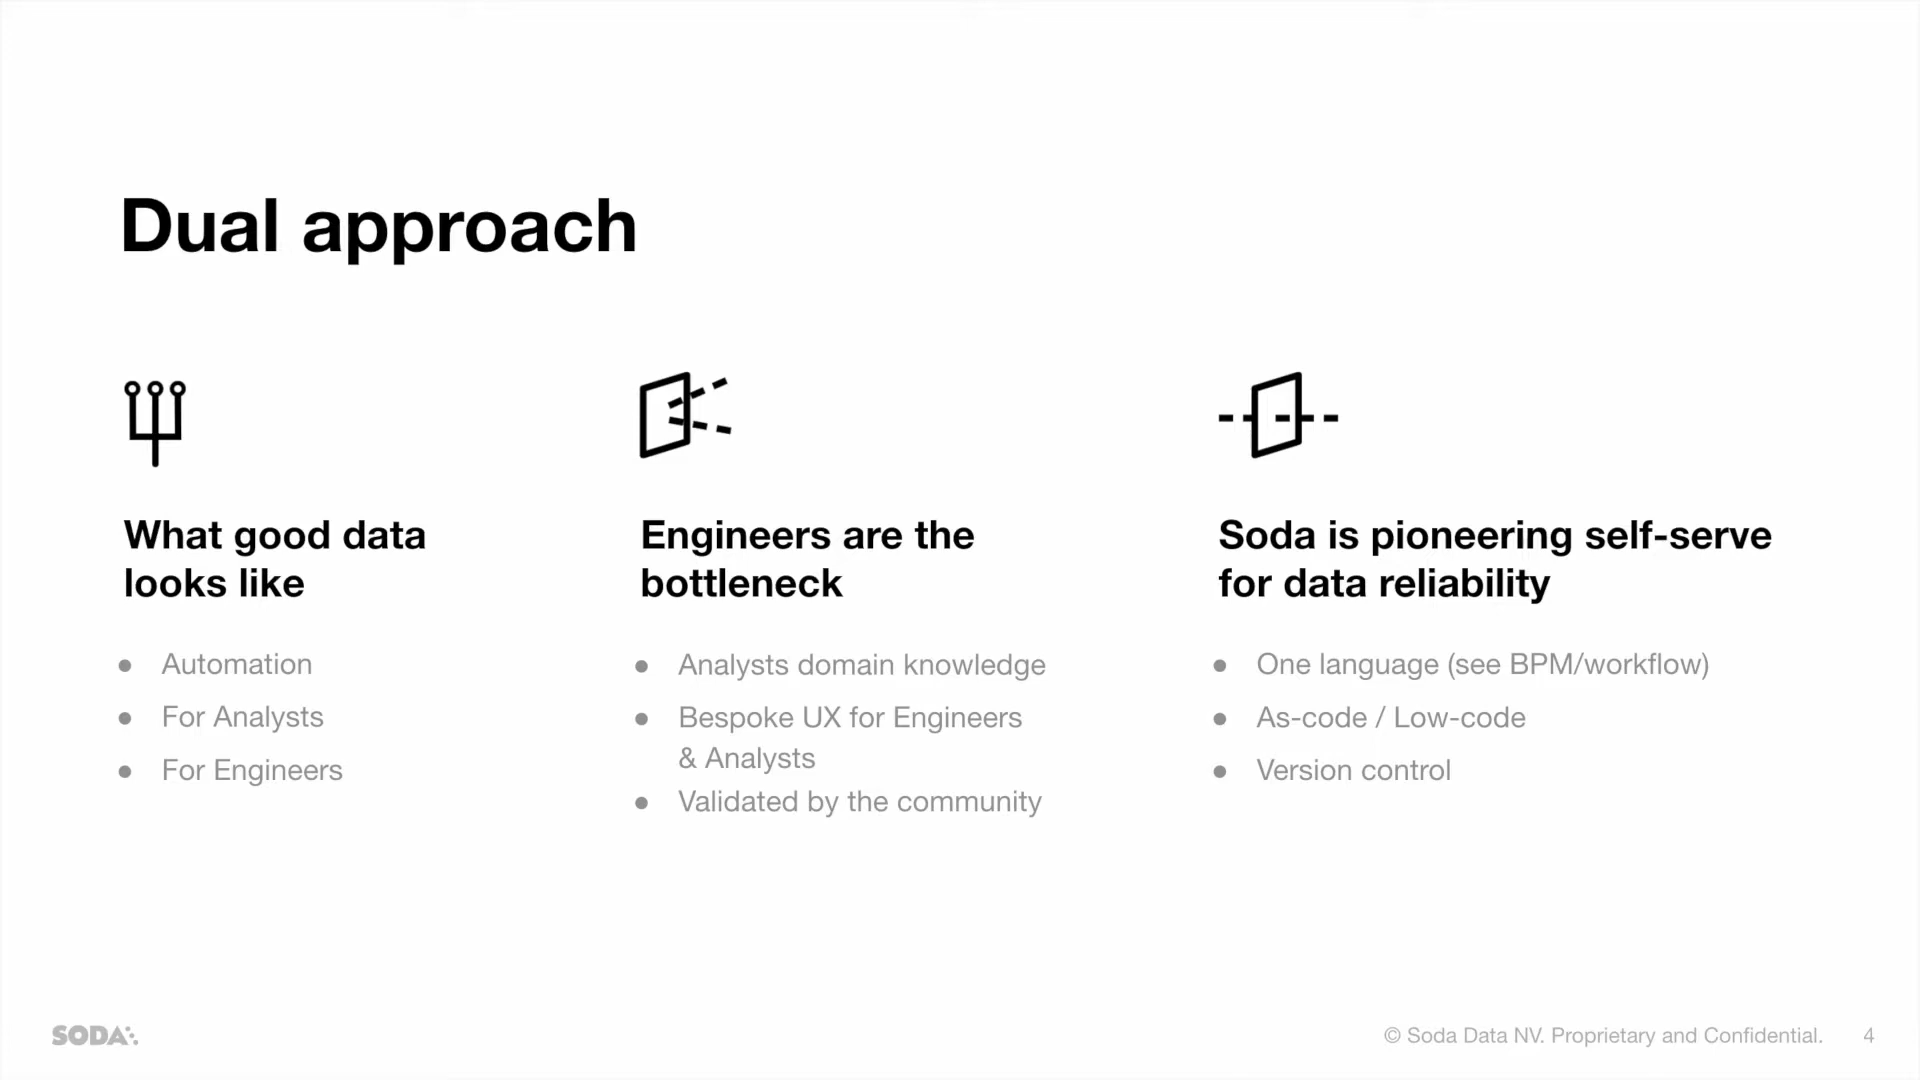 Dual approach
What good data
looks like
● Automation
● For Analysts
● For Engineers
Engineers are the
bottleneck
● Analysts domain knowledge
● Bespoke UX for Engineers
& Analysts
● Validated by the community
Soda is pioneering self-serve
for data reliability
● One language (see BPM/workflow)
● As-code / Low-code
● Version control
SODA
© Soda Data NV. Proprietary and Confidential.
4